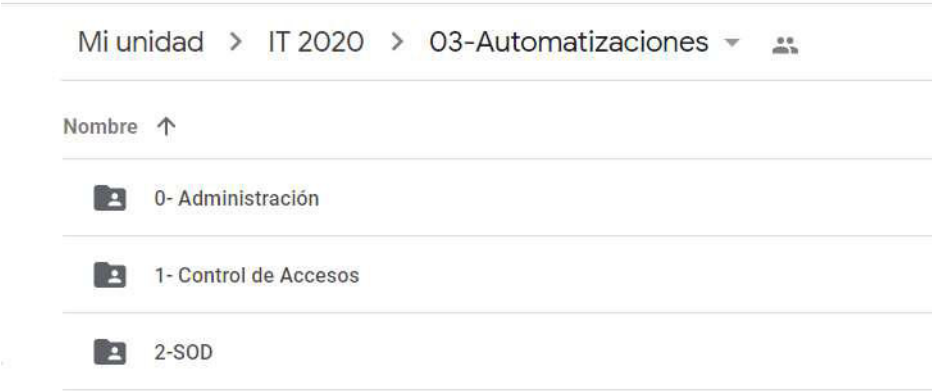 Mi unidad > IT 2020 > 03-Automatizaciones
Nombre ↑
0- Administración
1- Control de Accesos
2-SOD